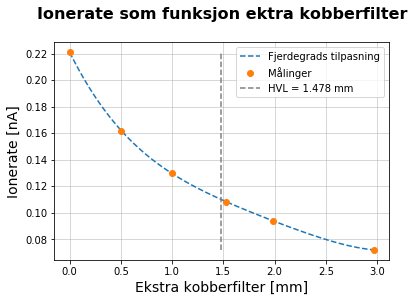 Ionerate som funksjon ektra kobberfilter
Fjerdegrads tilpasning
Målinger
HVL = 1.478 mm
Ionerate [nA]
0.22
0.20
0.18
0.16
0.14
0.12
0.10
0.08
0.0 0.5 1.0 1.5 2.0 2.5 3.0
Ekstra kobberfilter [mm]